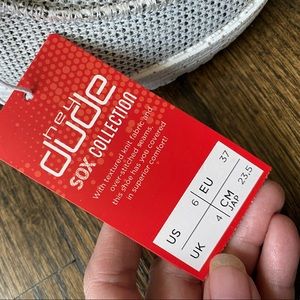 hey
dude
SOX COLLECTION
With textured knit fabric and
over-stitched seams,
this shoe has you covered
in superior comfort
US 6 EU 37
UK 4 CM JAP 23.5